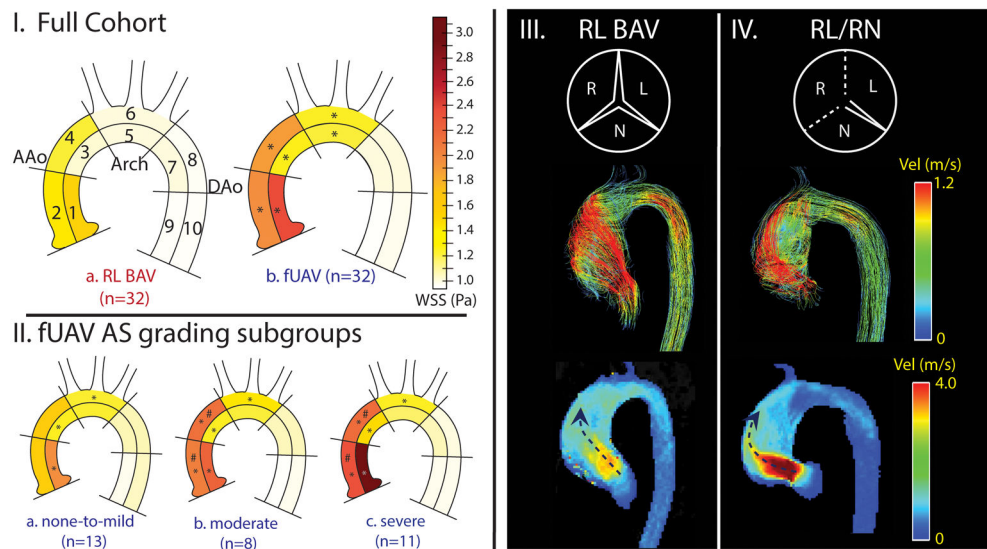 I. Full Cohort
6
5
4
3
Arch
7
8
AAo
2
1
9
10
DAo
*
*
*
*
*
*
a. RL BAV
(n=32)
b. fUAV (n=32)
3.0
2.8
2.6
2.4
2.2
2.0
1.8
1.6
1.4
1.2
1.0
WSS (Pa)
II. fUAV AS grading subgroups
*
*
*
a. none-to-mild
(n=13)
*
#
*
#
*
*
b. moderate
(n=8)
*
#
*
#
*
*
c. severe
(n=11)
III.
RL BAV
R
L
N
IV.
RL/RN
R
L
N
Vel (m/s)
1.2
0
Vel (m/s)
4.0
0